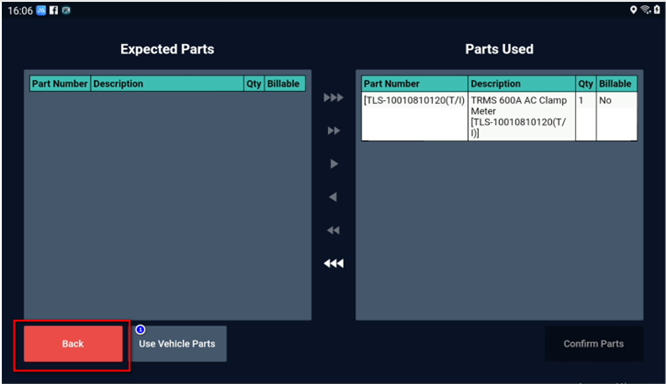 16:06
Expected Parts
Parts Used
Part Number Description Qty Billable
Part Number Description Qty Billable
[TLS-10010810120(T/I) TRMS 600A AC Clamp 1 No
Meter
[TLS-10010810120(T/
I)]
Back
Use Vehicle Parts
Confirm Parts